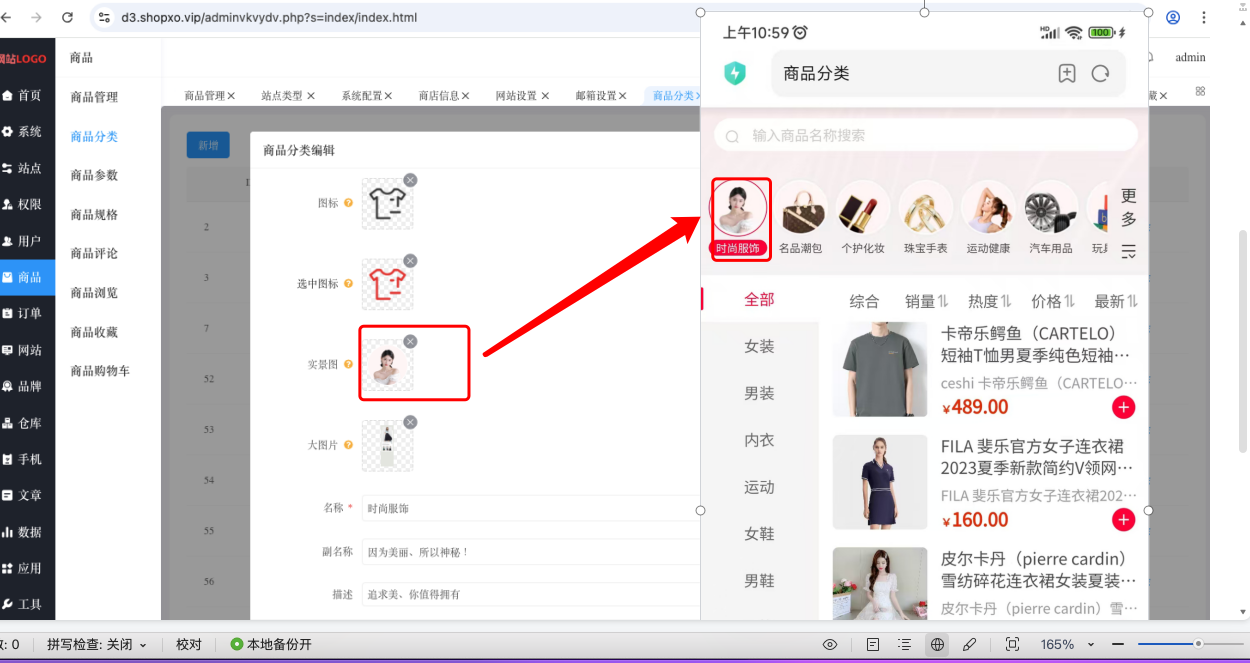 d3.shopxo.vip/adminvkvydv.php?s=index/index.html
网站LOGO
首页
系统
站点
权限
用户
商品
订单
网站
品牌
仓库
手机
文章
数据
应用
工具
商品
商品管理
商品分类
商品参数
商品规格
商品评论
商品浏览
商品收藏
商品购物车
admin
商品管理 站点类型 系统配置 商店信息 网站设置 邮箱设置 商品分类
新增
2
3
7
52
53
54
55
56
商品分类编辑
图标
选中图标
实景图
大图片
名称 * 时尚服饰
副名称 因为美丽、所以神秘！
描述 追求美、你值得拥有
上午10:59
HD 100
商品分类
输入商品名称搜索
时尚服饰 名品潮包 个护化妆 珠宝手表 运动健康 汽车用品
更多
全部
女装
男装
内衣
运动
女鞋
男鞋
综合 销量 热度 价格 最新
卡帝乐鳄鱼（CARTELO）
短袖T恤男夏季纯色短袖…
ceshi 卡帝乐鳄鱼（CARTELO…
¥489.00
FILA 斐乐官方女子连衣裙
2023夏季新款简约V领网…
FILA 斐乐官方女子连衣裙202…
¥160.00
皮尔卡丹（pierre cardin）
雪纺碎花连衣裙女装夏装…
皮尔卡丹（pierre cardin）雪…
: 0 拼写检查: 关闭 校对 本地备份开
165%